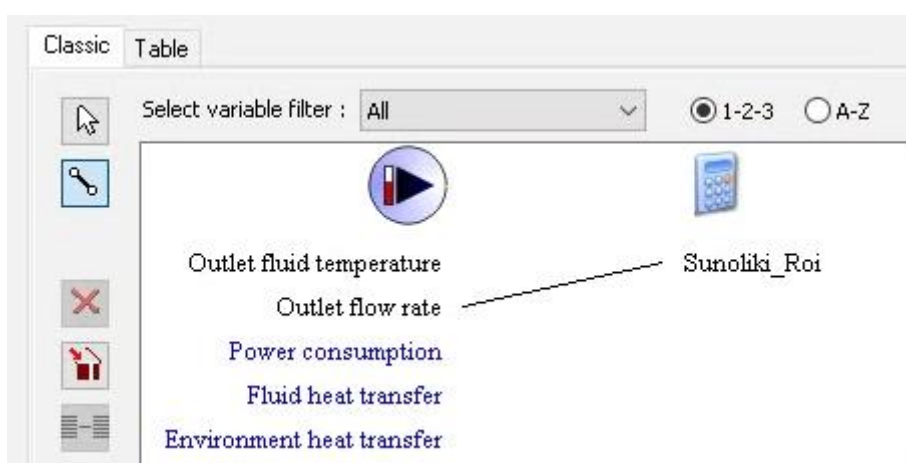 Classic Table
Select variable filter : All 1-2-3 A-Z
Outlet fluid temperature Sunoliki_Roi
Outlet flow rate
Power consumption
Fluid heat transfer
Environment heat transfer